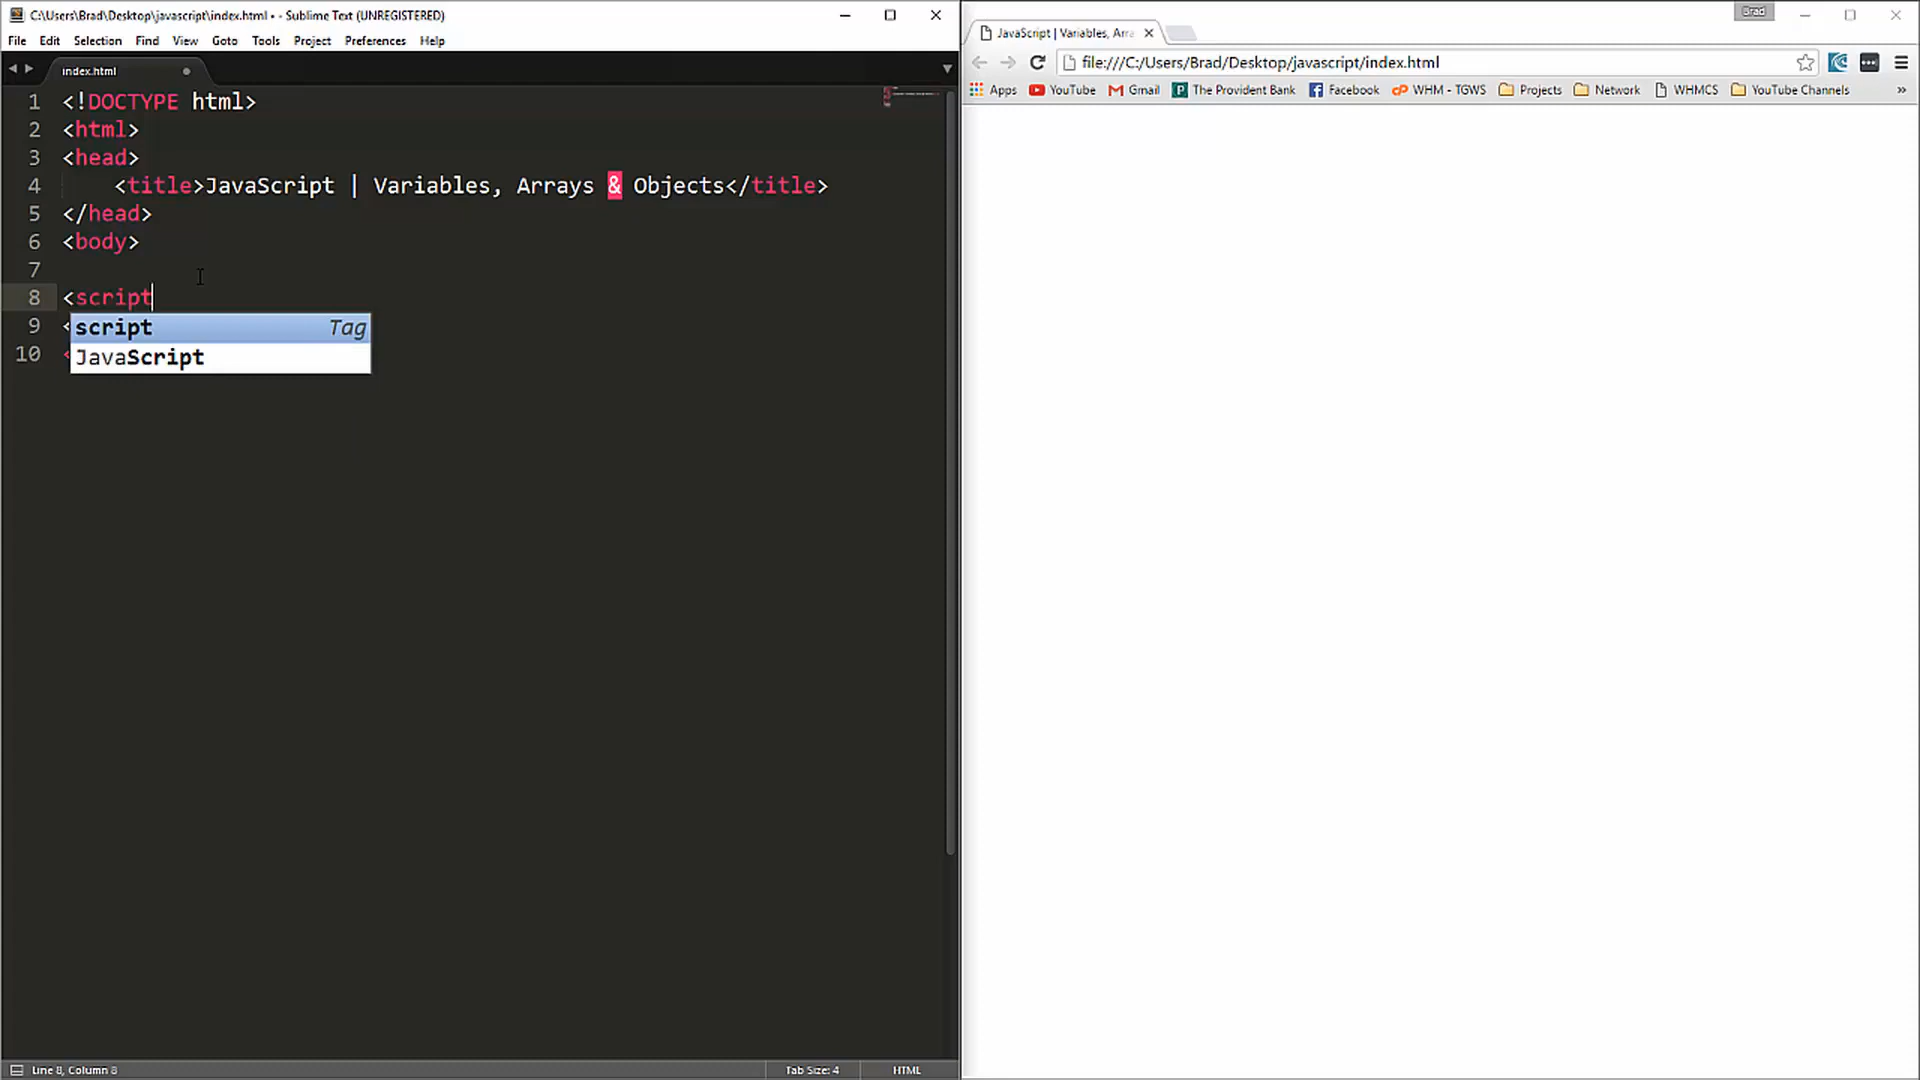 C:\Users\Brad\Desktop\javascript\index.html • - Sublime Text (UNREGISTERED)
File Edit Selection Find View Goto Tools Project Preferences Help
index.html
1 <!DOCTYPE html>
2 <html>
3 <head>
4 <title>JavaScript | Variables, Arrays & Objects</title>
5 </head>
6 <body>
7
8 <script
9 <
10 <
script Tag
JavaScript
Line 8, Column 8 Tab Size: 4 HTML
Brad
JavaScript | Variables, Arra
file:///C:/Users/Brad/Desktop/javascript/index.html
Apps YouTube Gmail The Provident Bank Facebook WHM - TGWS Projects Network WHMCS YouTube Channels »